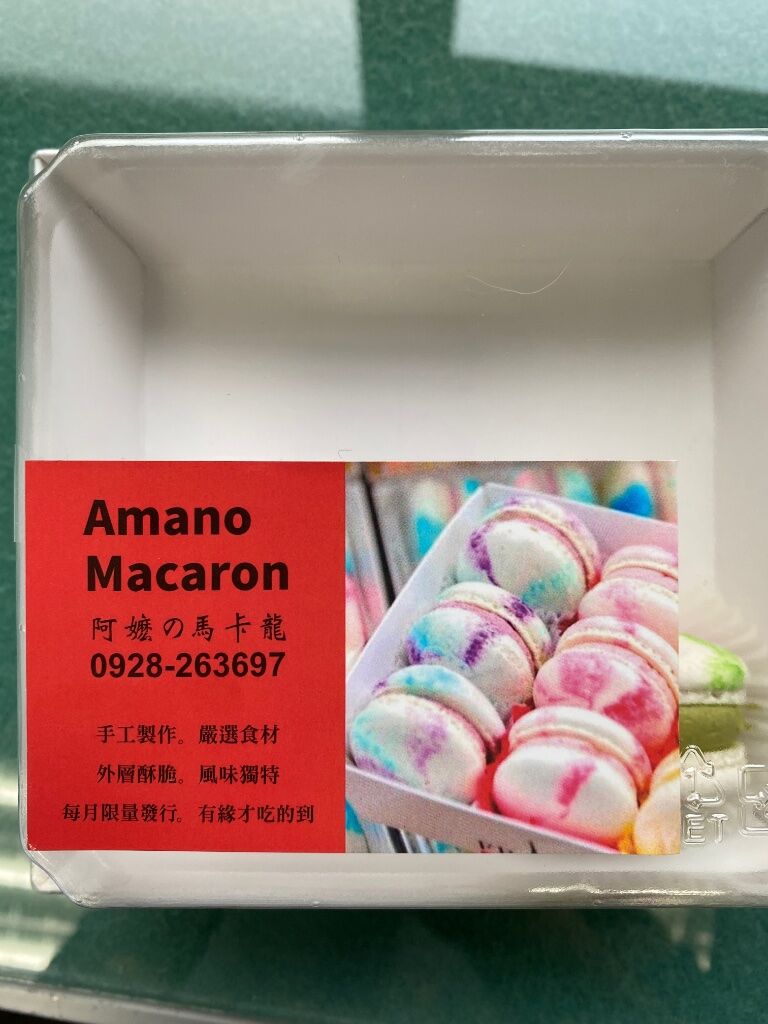 Amano
Macaron
阿嬤の馬卡龍
0928-263697
手工製作。嚴選食材
外層酥脆。風味獨特
每月限量發行。有緣才吃的到